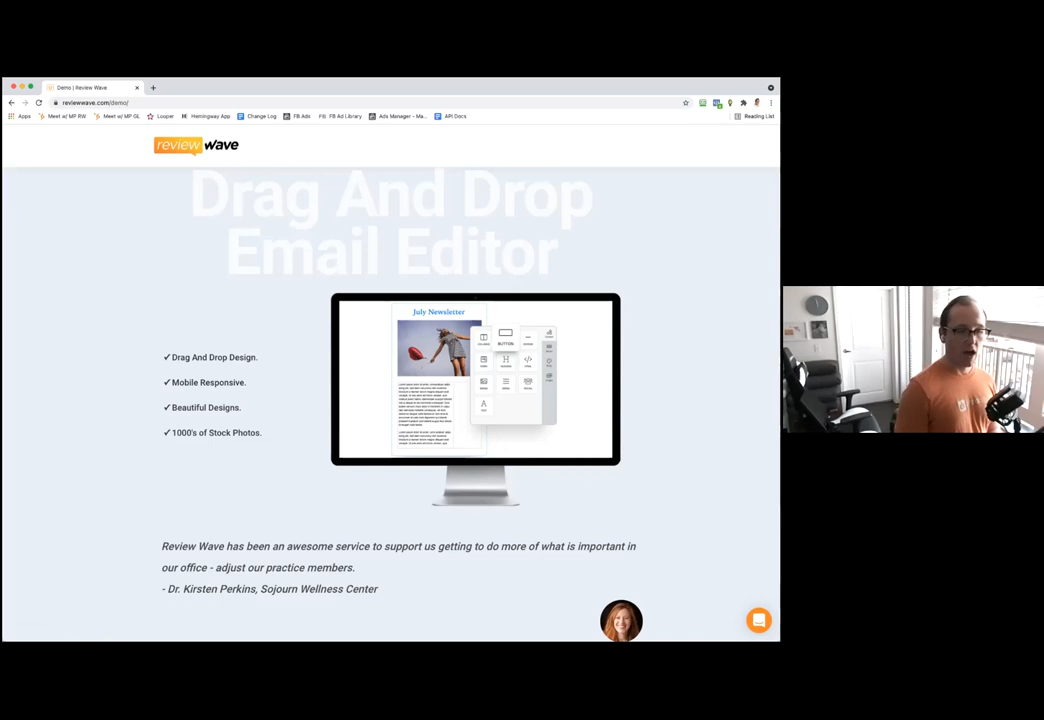 Demo | Review Wave
reviewwave.com/demo/
Apps Meet w/ MP RW Meet w/ MP GL Looper Hemingway App Change Log FB Ads FB Ad Library Ads Manager - Ma... API Docs Reading List
review wave
Drag And Drop
Email Editor
July Newsletter
BUTTON
✓ Drag And Drop Design.
✓ Mobile Responsive.
✓ Beautiful Designs.
✓ 1000's of Stock Photos.
Review Wave has been an awesome service to support us getting to do more of what is important in
our office - adjust our practice members.
- Dr. Kirsten Perkins, Sojourn Wellness Center